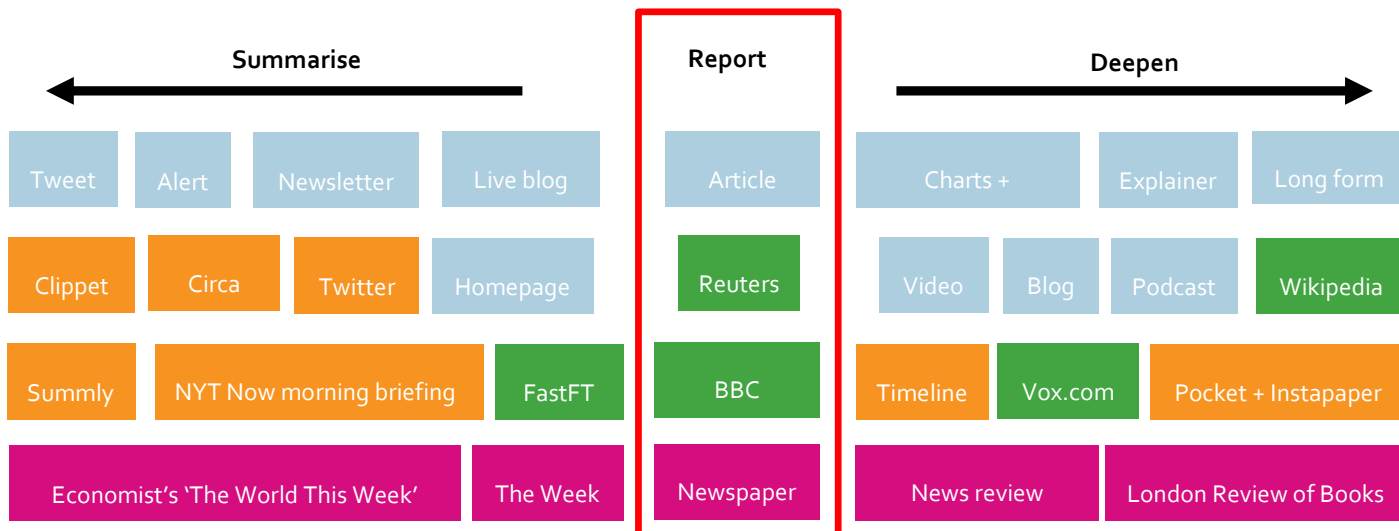 Summarise
Report
Deepen
Tweet
Alert
Newsletter
Live blog
Article
Charts +
Explainer
Long form
Clippet
Circa
Twitter
Homepage
Reuters
Video
Blog
Podcast
Wikipedia
Summly
NYT Now morning briefing
FastFT
BBC
Timeline
Vox.com
Pocket + Instapaper
Economist’s ‘The World This Week’
The Week
Newspaper
News review
London Review of Books